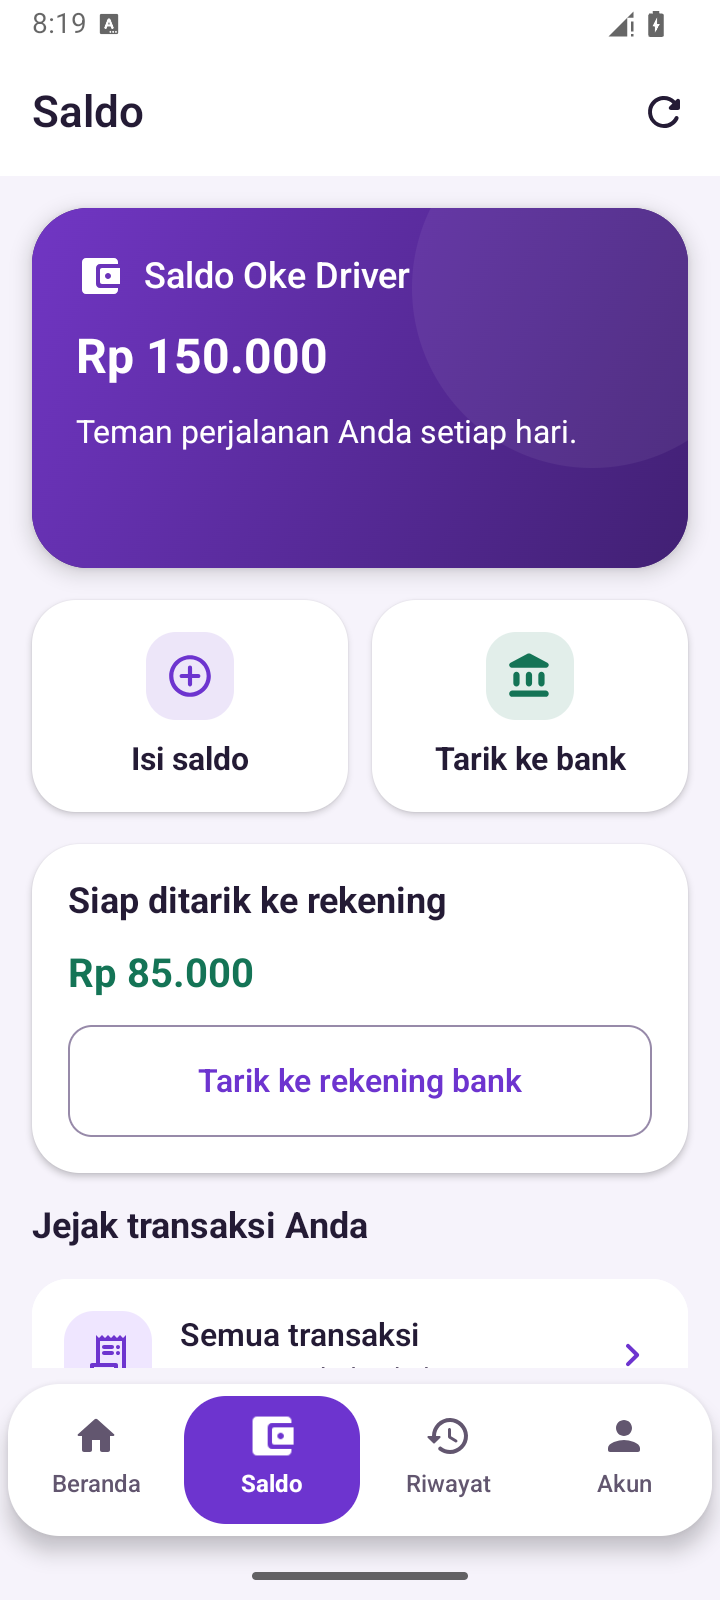 8:19
Saldo
Saldo Oke Driver
Rp 150.000
Teman perjalanan Anda setiap hari.
Isi saldo
Tarik ke bank
Siap ditarik ke rekening
Rp 85.000
Tarik ke rekening bank
Jejak transaksi Anda
Semua transaksi
Beranda
Saldo
Riwayat
Akun